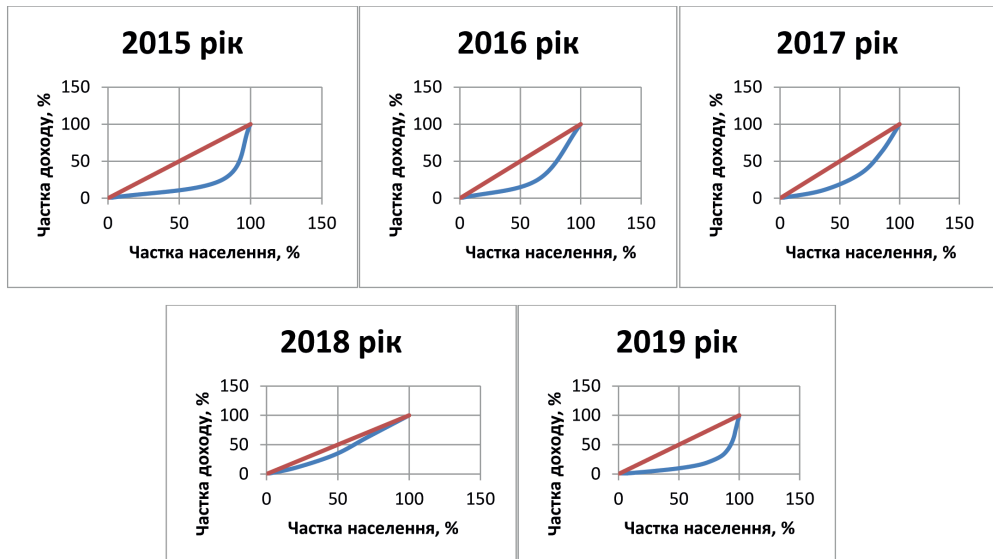 2015 рік
Частка доходу, %
150
100
50
0
0 50 100 150
Частка населення, %
2016 рік
Частка доходу, %
150
100
50
0
0 50 100 150
Частка населення, %
2017 рік
Частка доходу, %
150
100
50
0
0 50 100 150
Частка населення, %
2018 рік
Частка доходу, %
150
100
50
0
0 50 100 150
Частка населення, %
2019 рік
Частка доходу, %
150
100
50
0
0 50 100 150
Частка населення, %